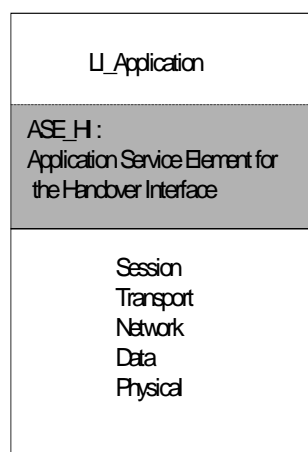 LI_Application
ASE_HI :
Application Service Element for
the Handover Interface
Session
Transport
Network
Data
Physical